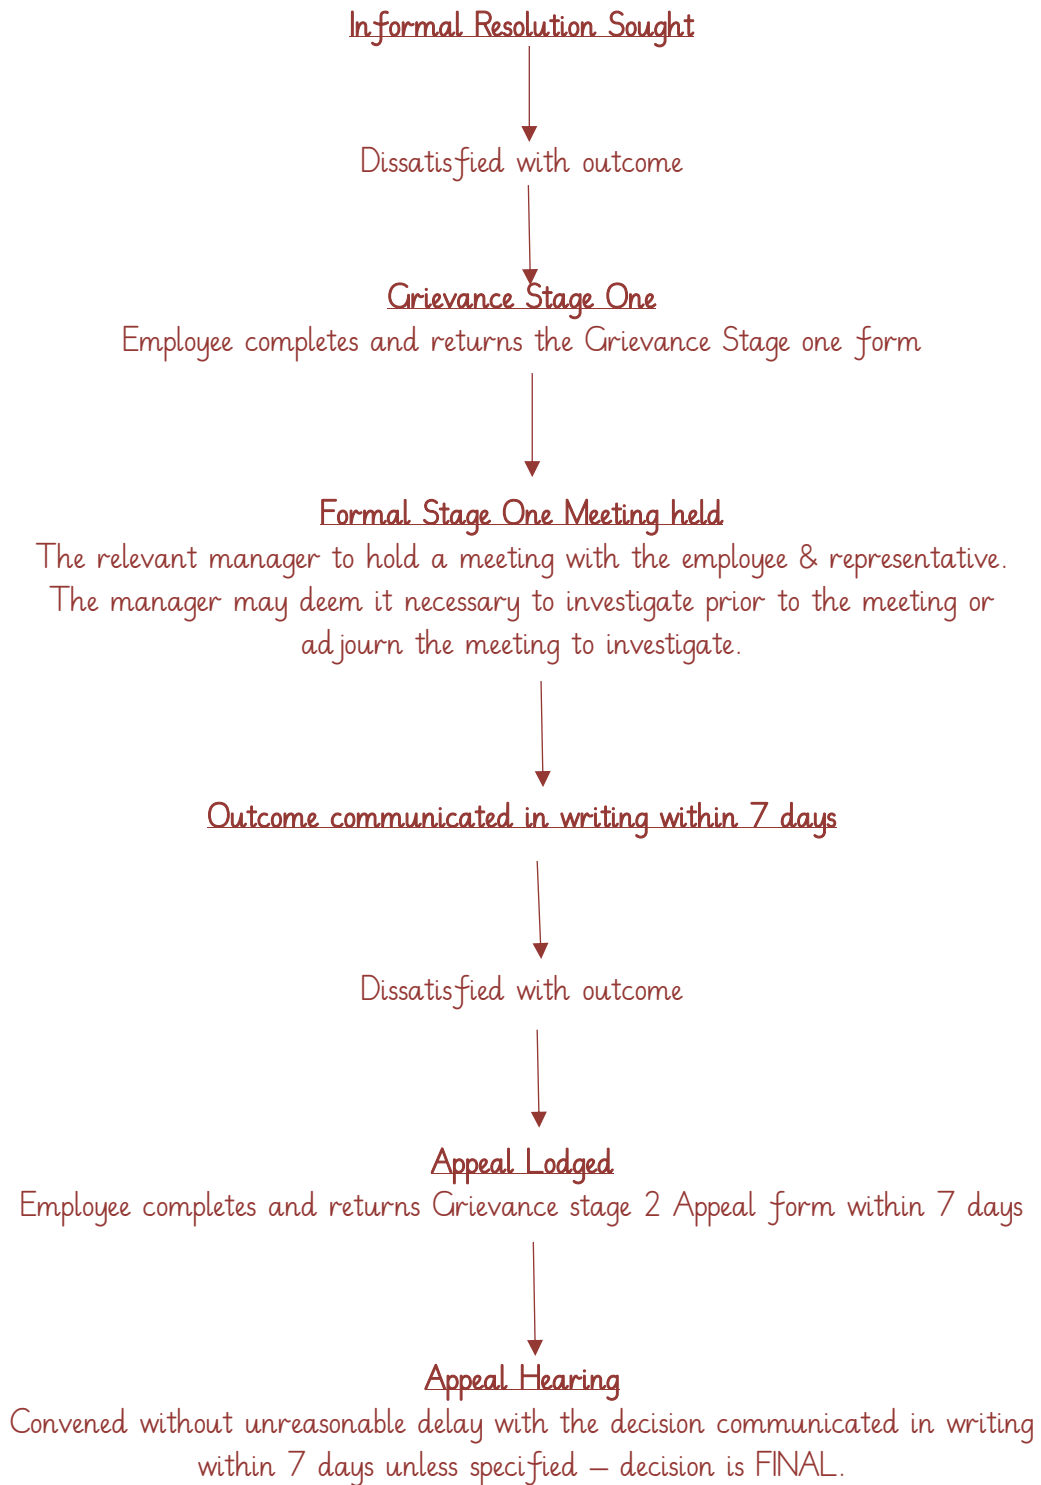 Informal Resolution Sought
Dissatisfied with outcome
Grievance Stage One
Employee completes and returns the Grievance Stage one form
Formal Stage One Meeting held
The relevant manager to hold a meeting with the employee & representative.
The manager may deem it necessary to investigate prior to the meeting or
adjourn the meeting to investigate.
Outcome communicated in writing within 7 days
Dissatisfied with outcome
Appeal Lodged
Employee completes and returns Grievance stage 2 Appeal form within 7 days
Appeal Hearing
Convened without unreasonable delay with the decision communicated in writing
within 7 days unless specified – decision is FINAL.